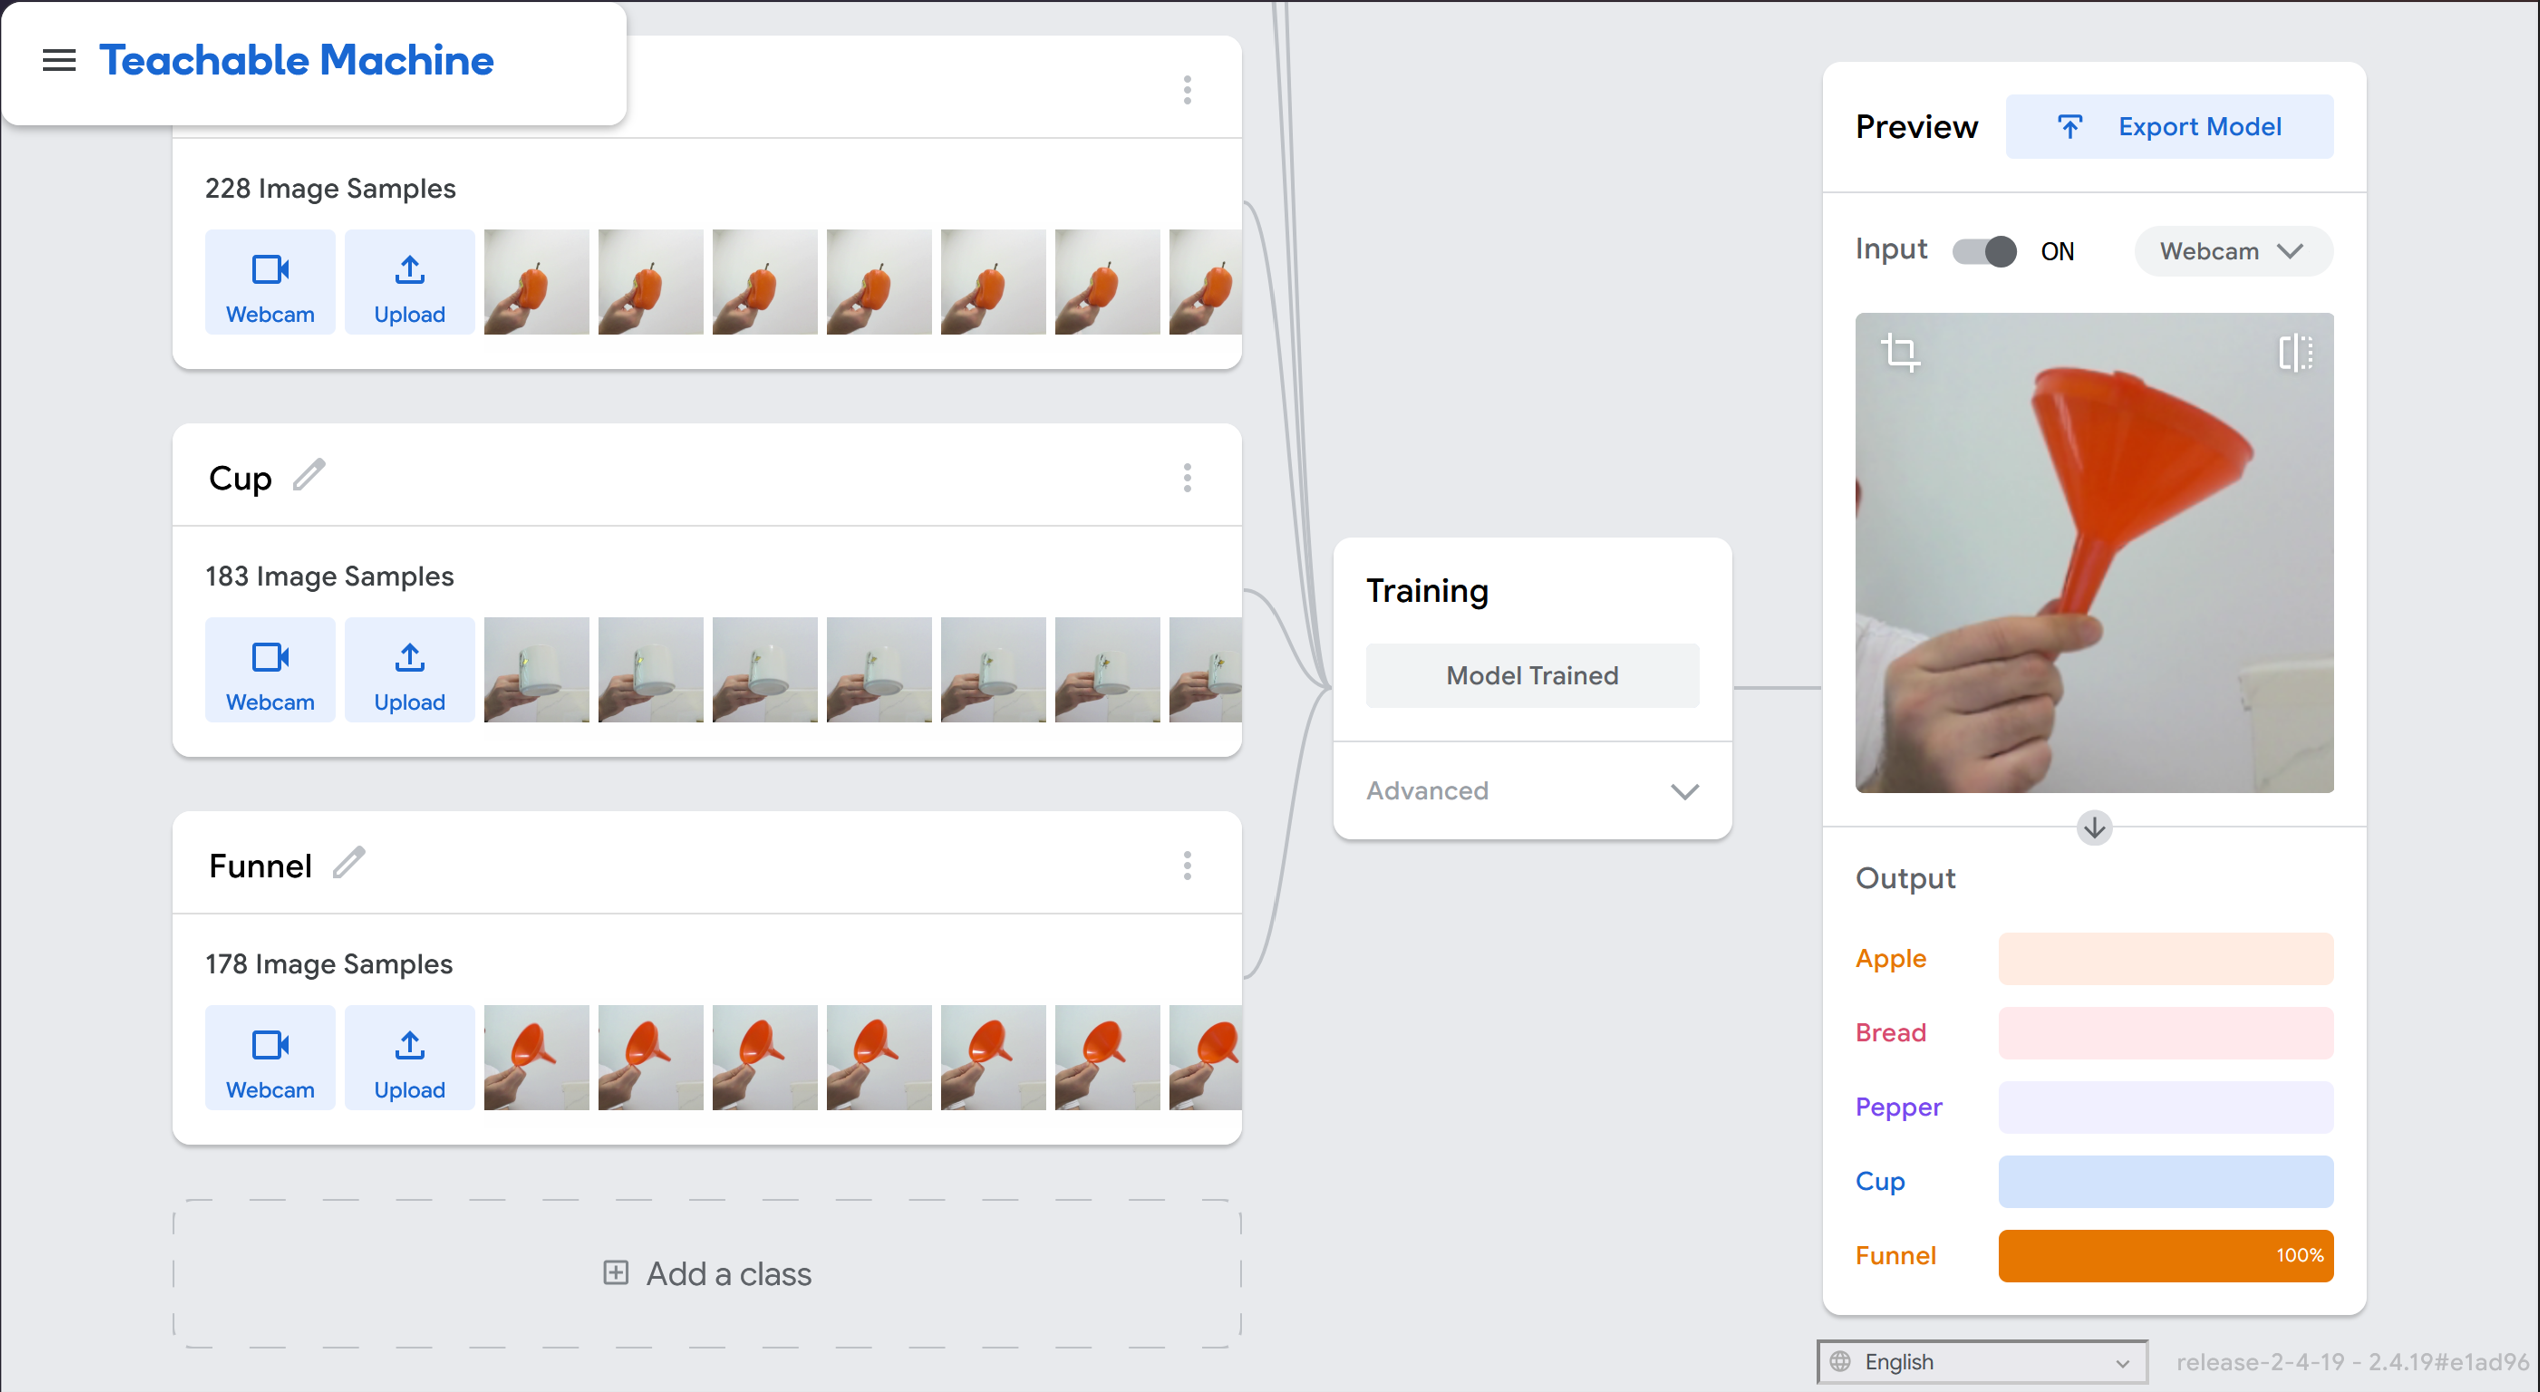 Teachable Machine
228 Image Samples
Webcam
Upload
Cup
183 Image Samples
Webcam
Upload
Funnel
178 Image Samples
Webcam
Upload
Add a class
Training
Model Trained
Advanced
Preview
Export Model
Input
ON
Webcam
Output
Apple
Bread
Pepper
Cup
Funnel
100%
English
release-2-4-19 - 2.4.19#e1ad96